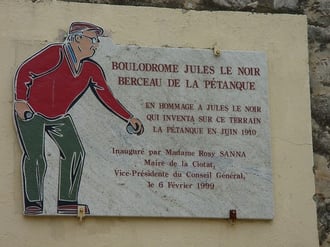 BOULODROME JULES LE NOIR
BERCEAU DE LA PÉTANQUE
EN HOMMAGE A JULES LE NOIR
QUI INVENTA SUR CE TERRAIN
LA PÉTANQUE EN JUIN 1910
Inauguré par Madame Rosy SANNA
Maire de la Ciotat,
Vice-Présidente du Conseil Général,
le 6 Février 1999